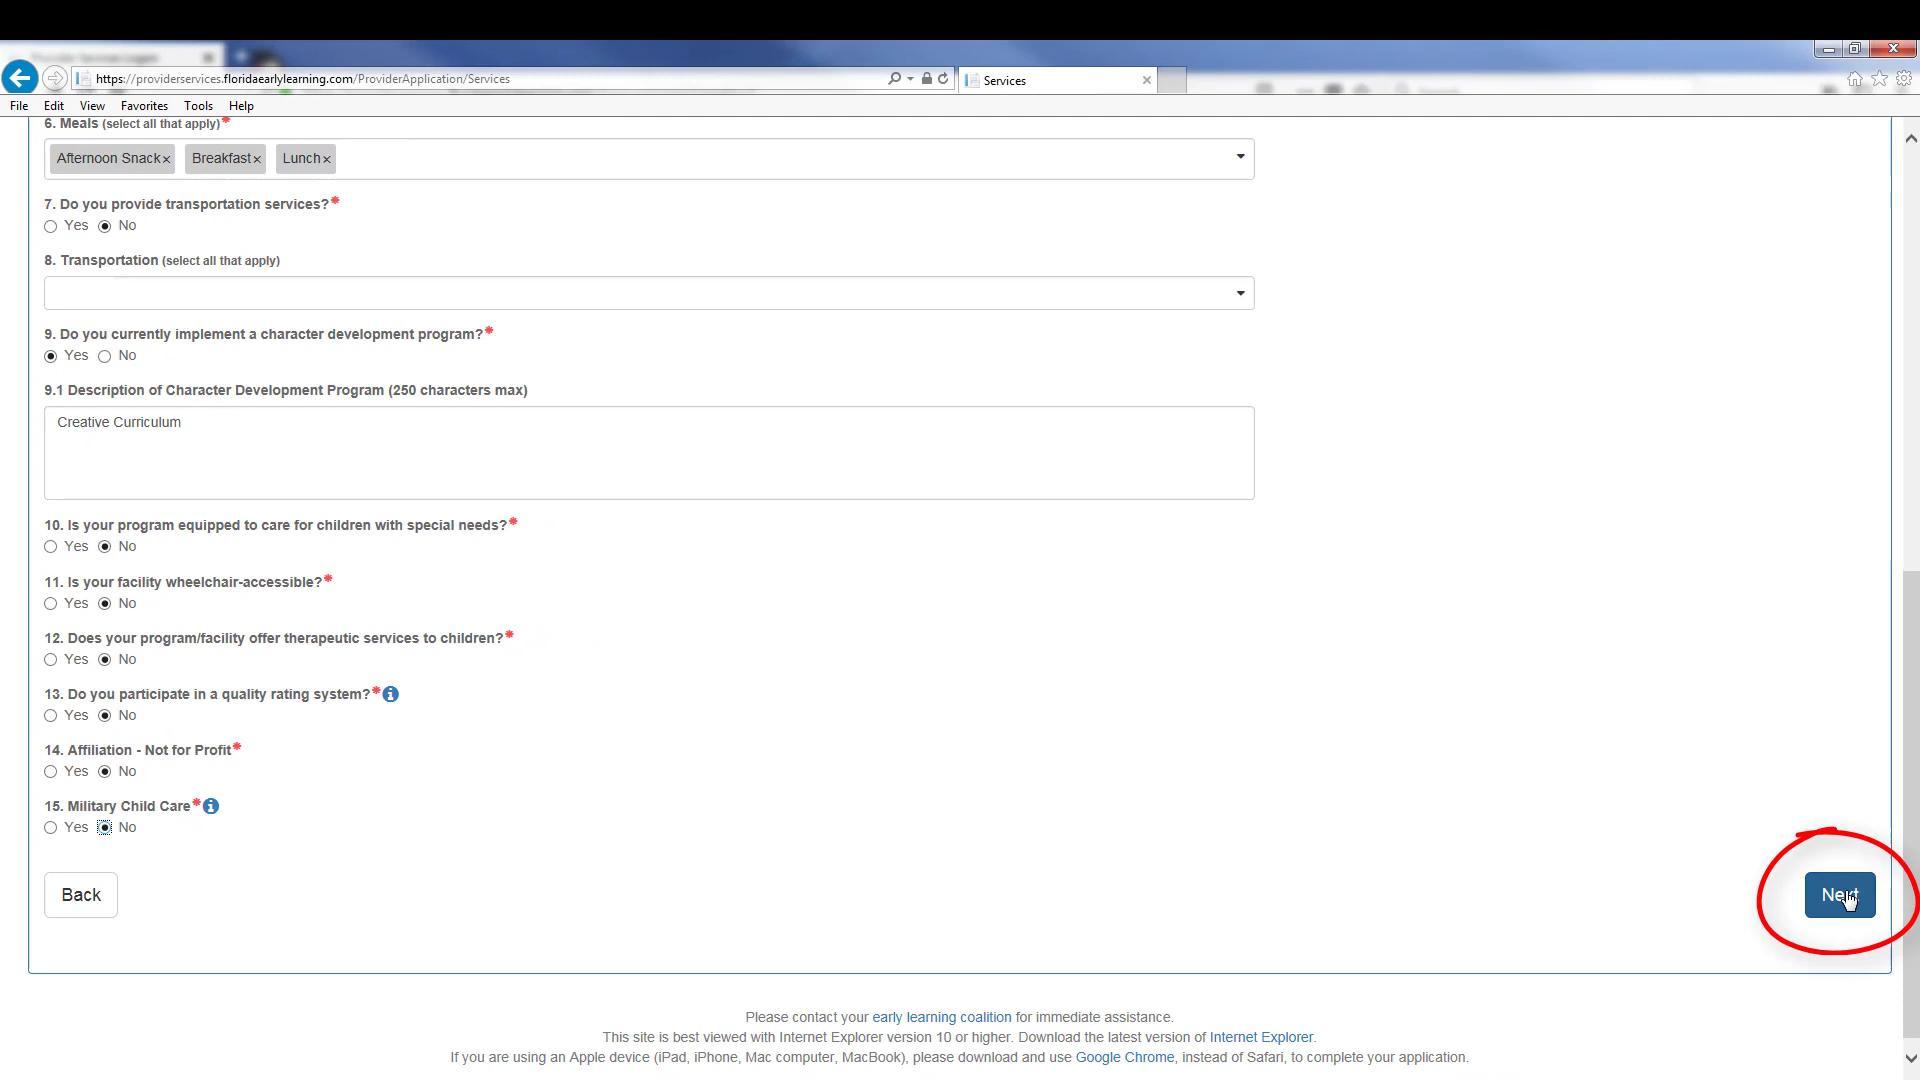 https://providerservices.floridaearlylearning.com/ProviderApplication/Services
Services
File Edit View Favorites Tools Help
6. Meals (select all that apply)*
Afternoon Snack× Breakfast× Lunch×
7. Do you provide transportation services?*
Yes No
8. Transportation (select all that apply)
9. Do you currently implement a character development program?*
Yes No
9.1 Description of Character Development Program (250 characters max)
Creative Curriculum
10. Is your program equipped to care for children with special needs?*
Yes No
11. Is your facility wheelchair-accessible?*
Yes No
12. Does your program/facility offer therapeutic services to children?*
Yes No
13. Do you participate in a quality rating system?*
Yes No
14. Affiliation - Not for Profit*
Yes No
15. Military Child Care*
Yes No
Back Next
Please contact your early learning coalition for immediate assistance.
This site is best viewed with Internet Explorer version 10 or higher. Download the latest version of Internet Explorer.
If you are using an Apple device (iPad, iPhone, Mac computer, MacBook), please download and use Google Chrome, instead of Safari, to complete your application.